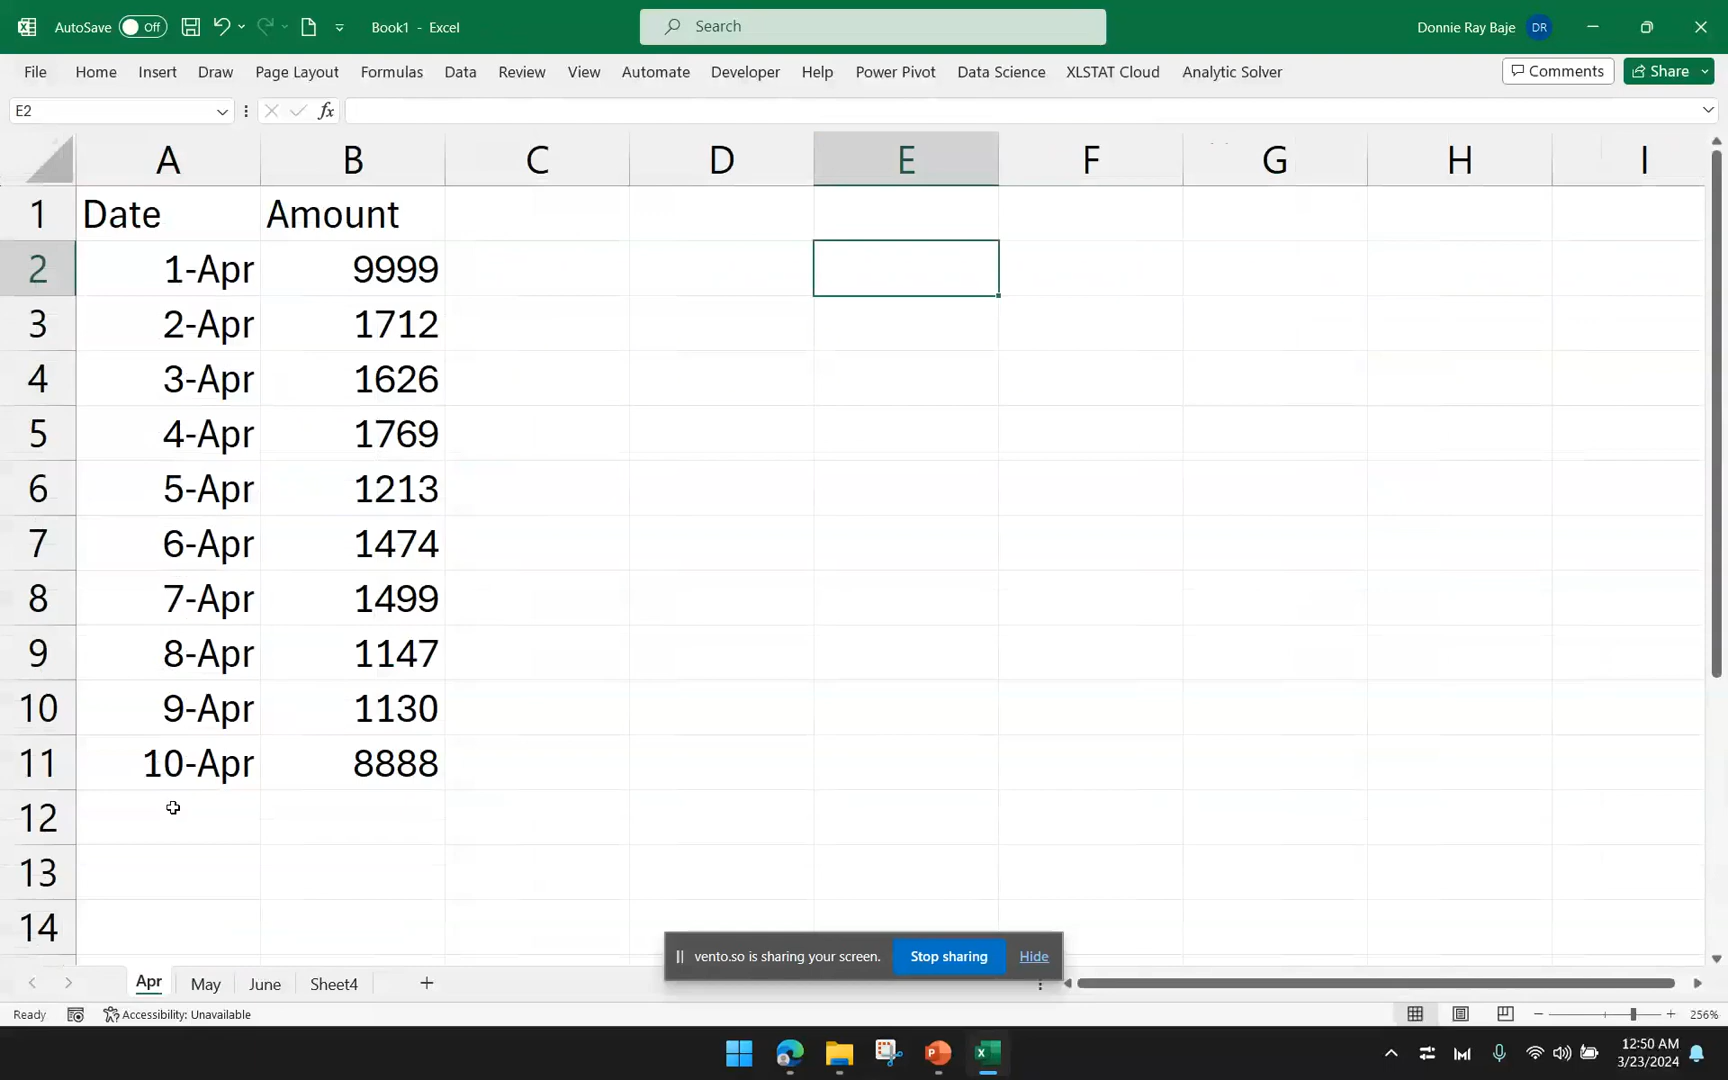 AutoSave Off Book1 - Excel Search Donnie Ray Baje DR
File Home Insert Draw Page Layout Formulas Data Review View Automate Developer Help Power Pivot Data Science XLSTAT Cloud Analytic Solver Comments Share
E2 fx
A B C D E F G H I
1 Date Amount
2 1-Apr 9999
3 2-Apr 1712
4 3-Apr 1626
5 4-Apr 1769
6 5-Apr 1213
7 6-Apr 1474
8 7-Apr 1499
9 8-Apr 1147
10 9-Apr 1130
11 10-Apr 8888
12
13
14
vento.so is sharing your screen. Stop sharing Hide
Apr May June Sheet4
Ready Accessibility: Unavailable 256%
12:50 AM
3/23/2024